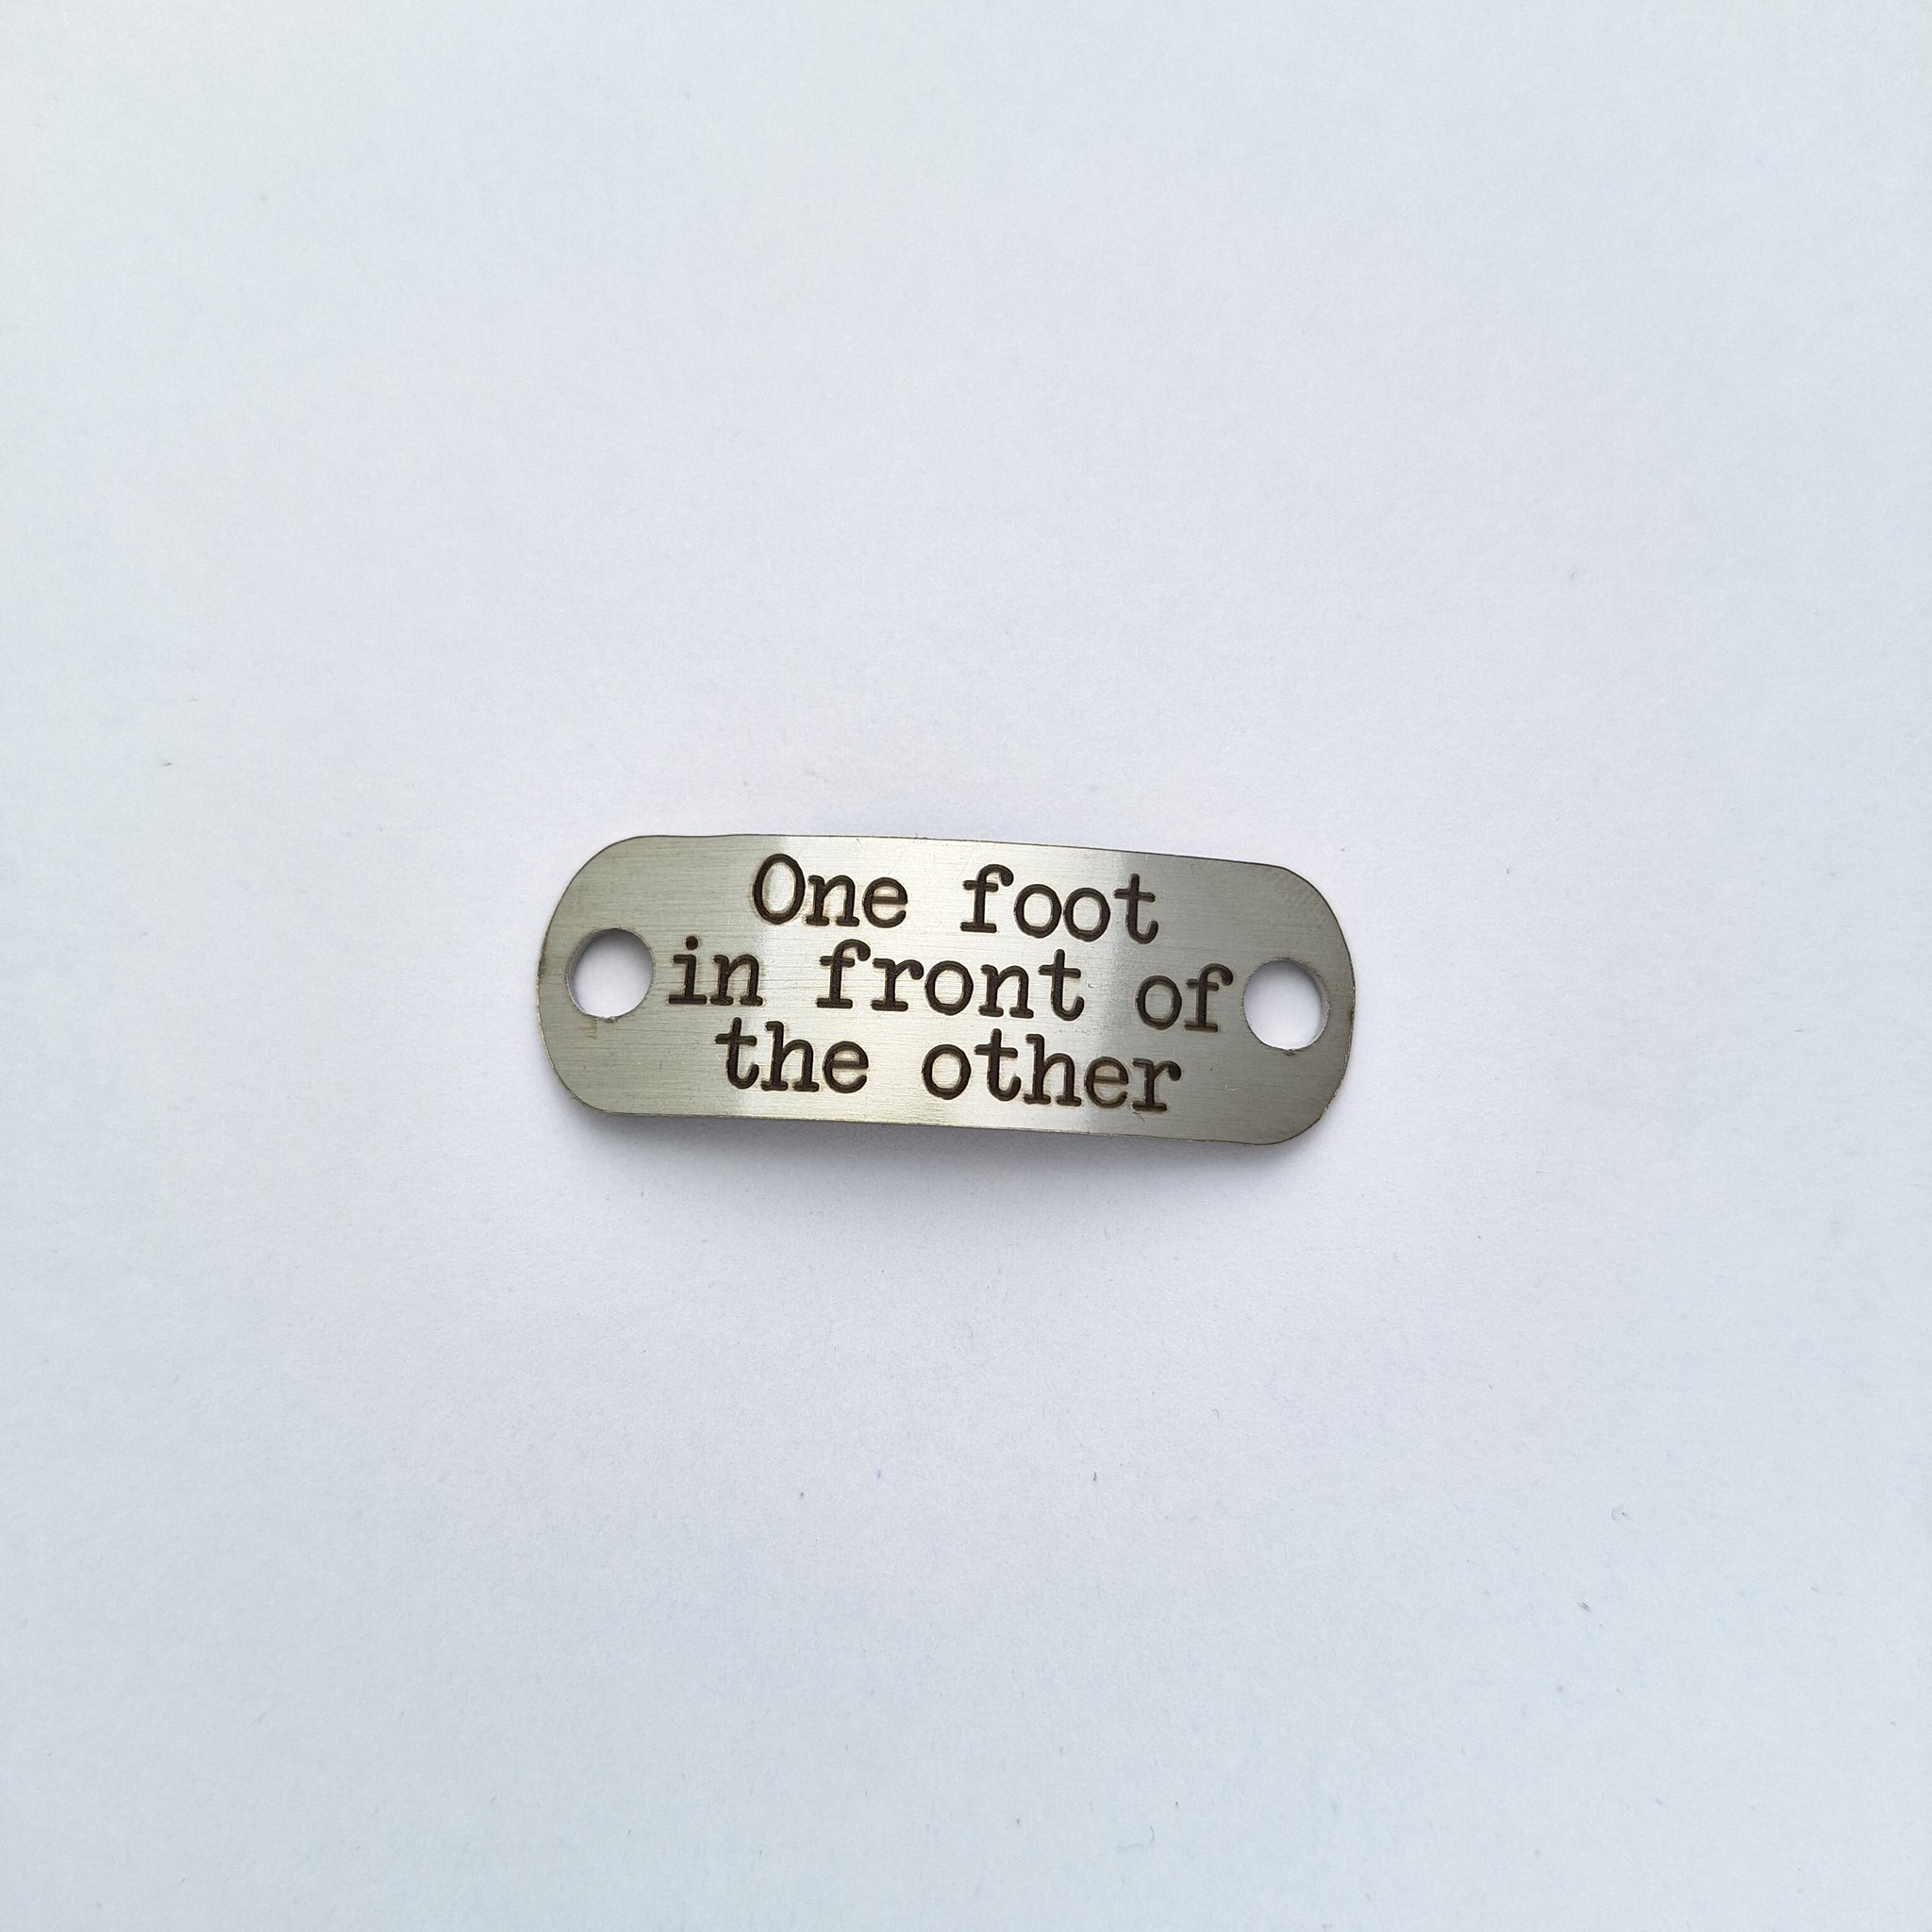 One foot
in front of
the other